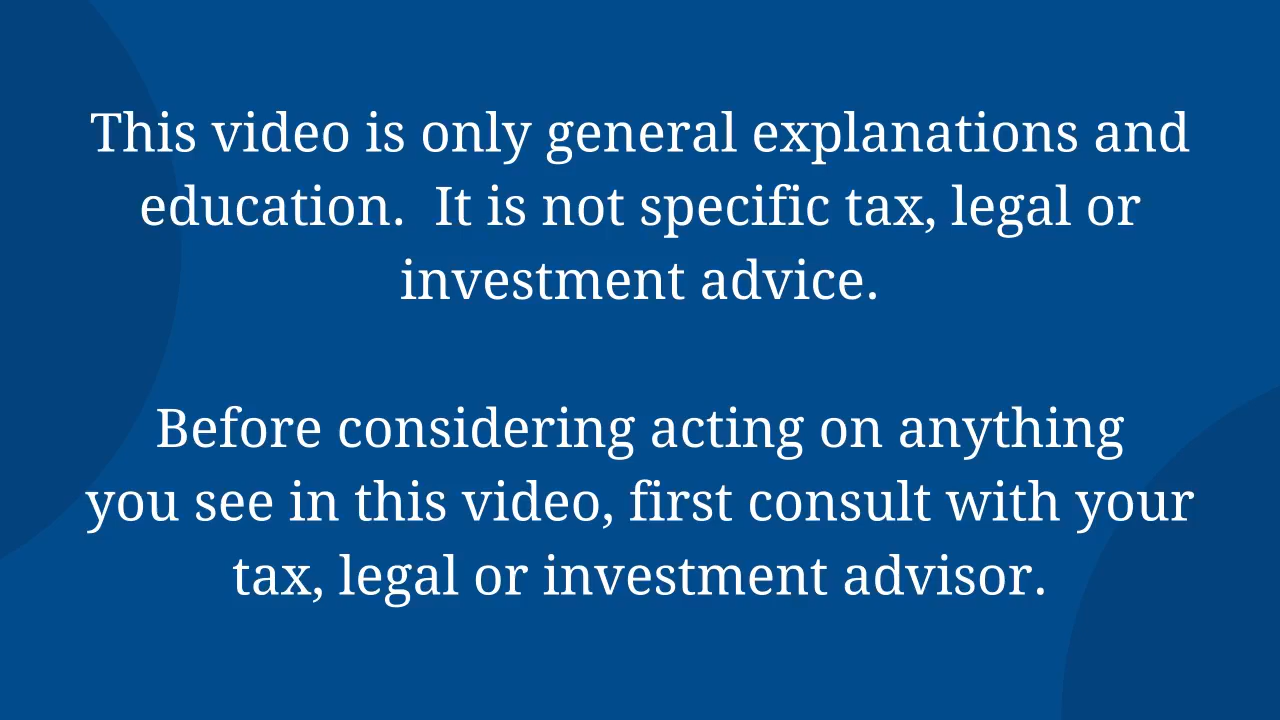 This video is only general explanations and
education.  It is not specific tax, legal or
investment advice.
Before considering acting on anything
you see in this video, first consult with your
tax, legal or investment advisor.